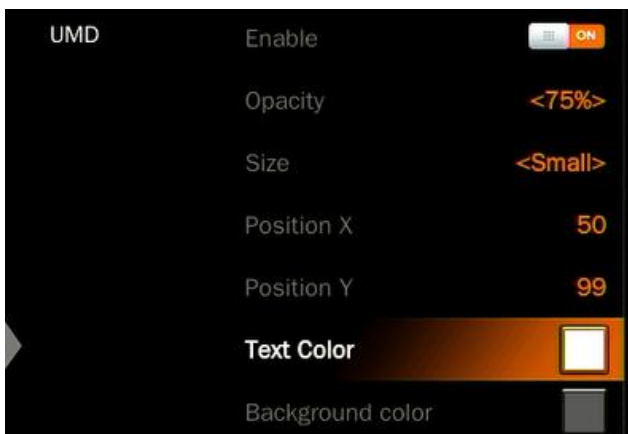 UMD Enable ON
Opacity <75%>
Size <Small>
Position X 50
Position Y 99
Text Color
Background color